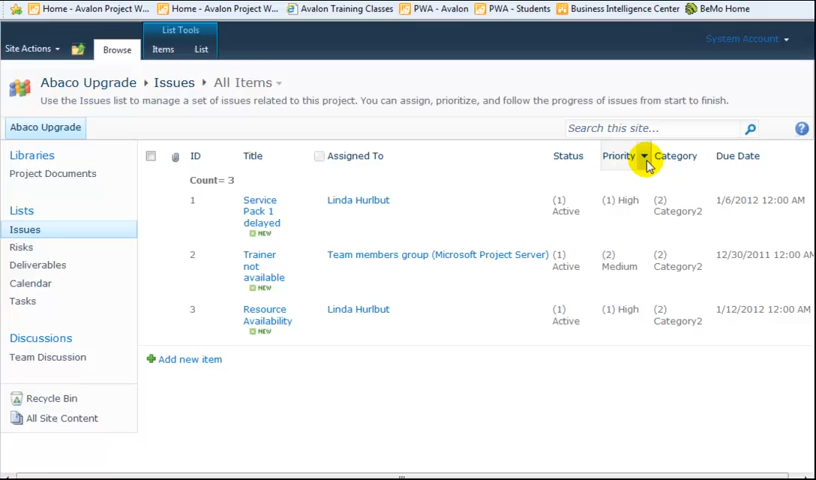 Home - Avalon Project W... Home - Avalon Project W... Avalon Training Classes PWA - Avalon PWA - Students Business Intelligence Center BeMo Home
List Tools
System Account
Site Actions Browse Items List
Abaco Upgrade Issues All Items
Use the Issues list to manage a set of issues related to this project. You can assign, prioritize, and follow the progress of issues from start to finish.
Abaco Upgrade Search this site...
Libraries
Project Documents
Lists
Issues
Risks
Deliverables
Calendar
Tasks
Discussions
Team Discussion
Recycle Bin
All Site Content
ID Title Assigned To Status Priority Category Due Date
Count= 3
1 Service Linda Hurlbut (1) (1) High (2) 1/6/2012 12:00 AM
Pack 1 Active Category2
delayed
NEW
2 Trainer Team members group (Microsoft Project Server) (1) (2) (2) 12/30/2011 12:00 AM
not Active Medium Category2
available
NEW
3 Resource Linda Hurlbut (1) (1) High (2) 1/12/2012 12:00 AM
Availability Active Category2
NEW
Add new item